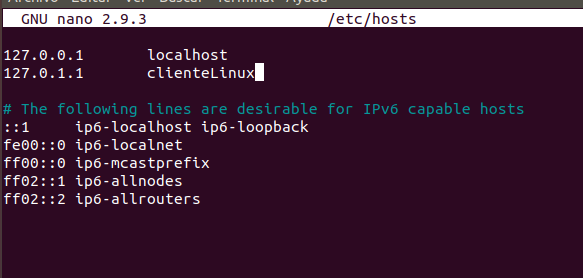 GNU nano 2.9.3 /etc/hosts
127.0.0.1 localhost
127.0.1.1 clienteLinux
# The following lines are desirable for IPv6 capable hosts
::1 ip6-localhost ip6-loopback
fe00::0 ip6-localnet
ff00::0 ip6-mcastprefix
ff02::1 ip6-allnodes
ff02::2 ip6-allrouters